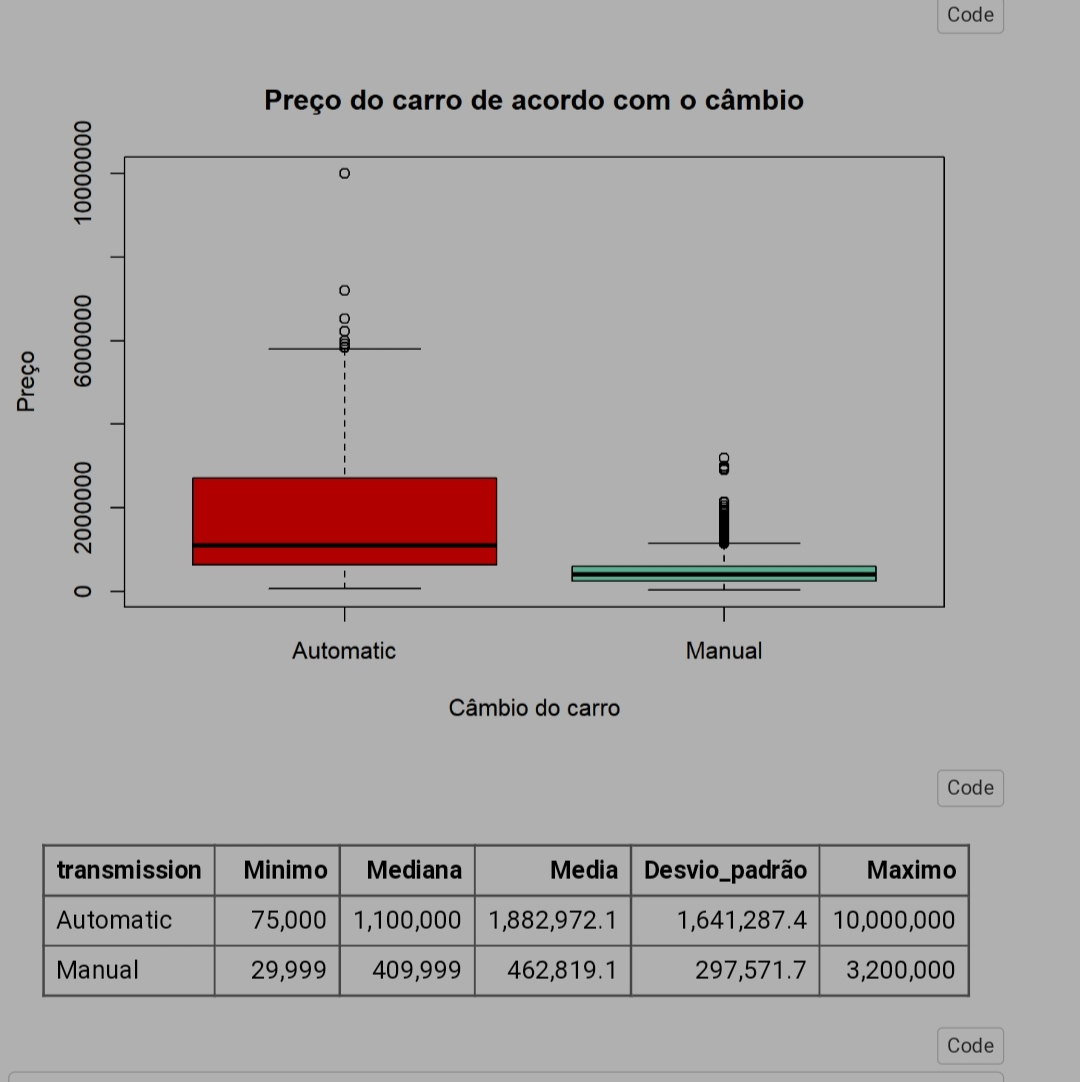 Code
Preço do carro de acordo com o câmbio
10000000
6000000
2000000
0
Preço
Automatic Manual
Câmbio do carro
Code
transmission Minimo Mediana Media Desvio_padrão Maximo
Automatic 75,000 1,100,000 1,882,972.1 1,641,287.4 10,000,000
Manual 29,999 409,999 462,819.1 297,571.7 3,200,000
Code